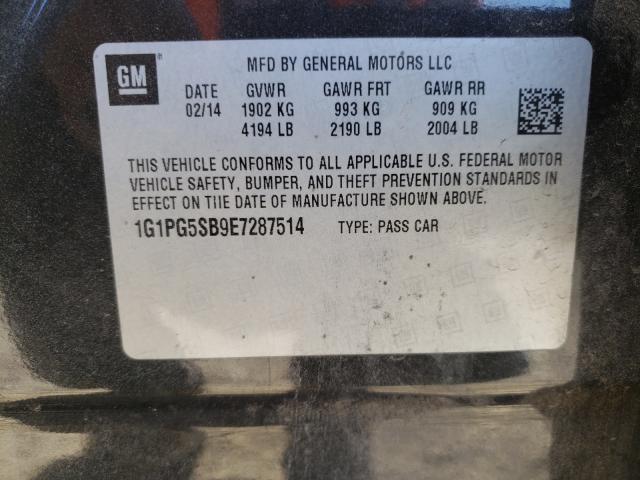 GM
MFD BY GENERAL MOTORS LLC
DATE GVWR GAWR FRT GAWR RR
02/14 1902 KG 993 KG 909 KG
4194 LB 2190 LB 2004 LB
THIS VEHICLE CONFORMS TO ALL APPLICABLE U.S. FEDERAL MOTOR
VEHICLE SAFETY, BUMPER, AND THEFT PREVENTION STANDARDS IN
EFFECT ON THE DATE OF MANUFACTURE SHOWN ABOVE.
1G1PG5SB9E7287514 TYPE: PASS CAR